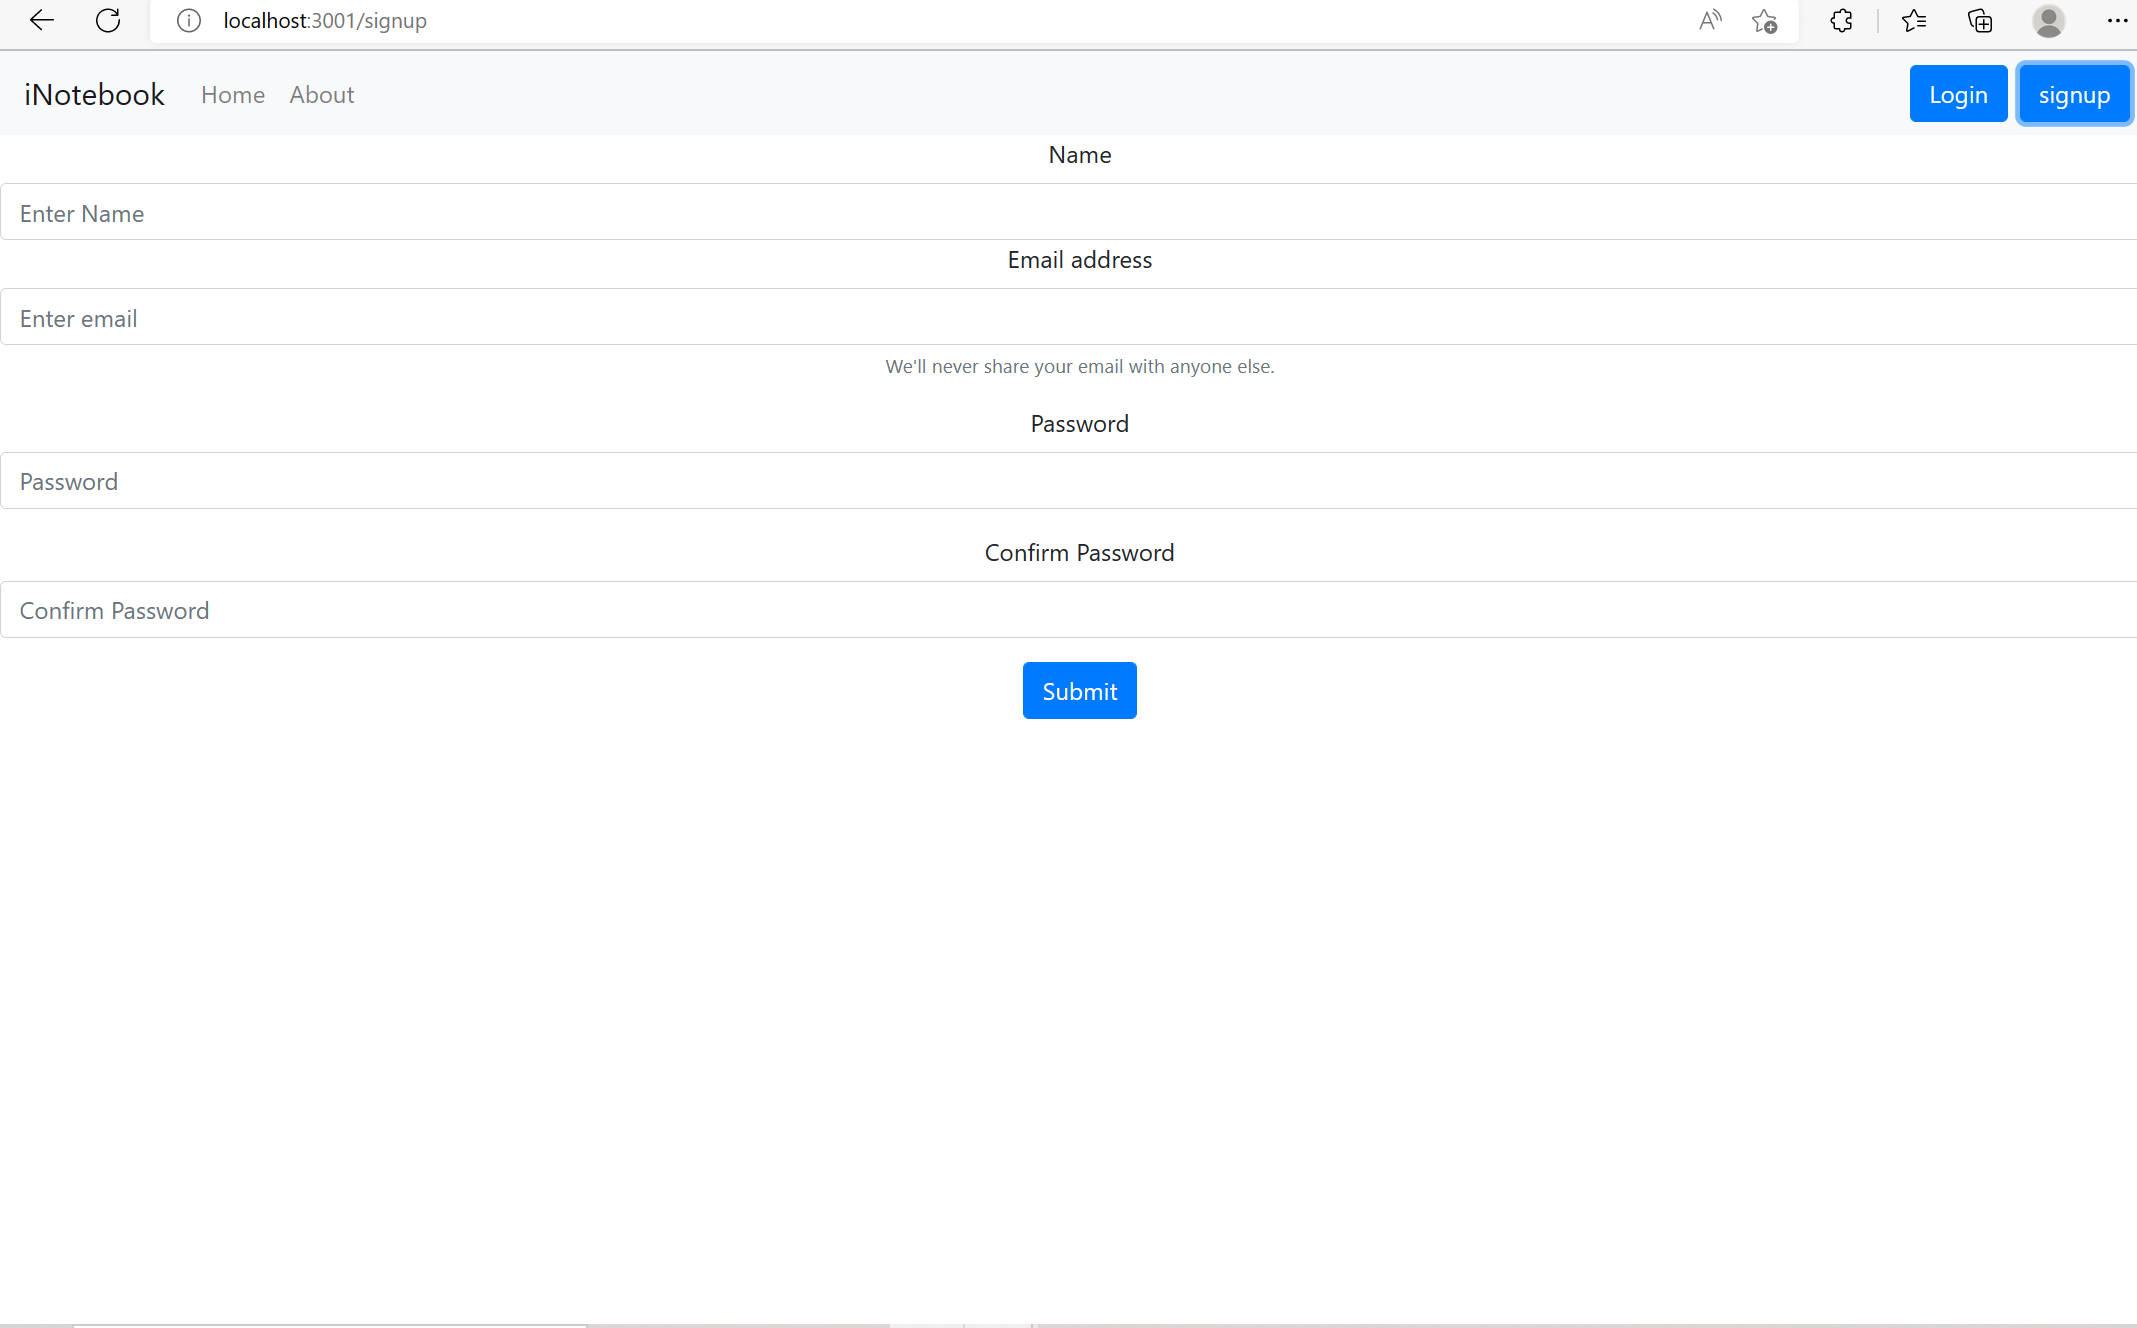 localhost:3001/signup
iNotebook Home About Login signup
Name
Enter Name
Email address
Enter email
We'll never share your email with anyone else.
Password
Password
Confirm Password
Confirm Password
Submit